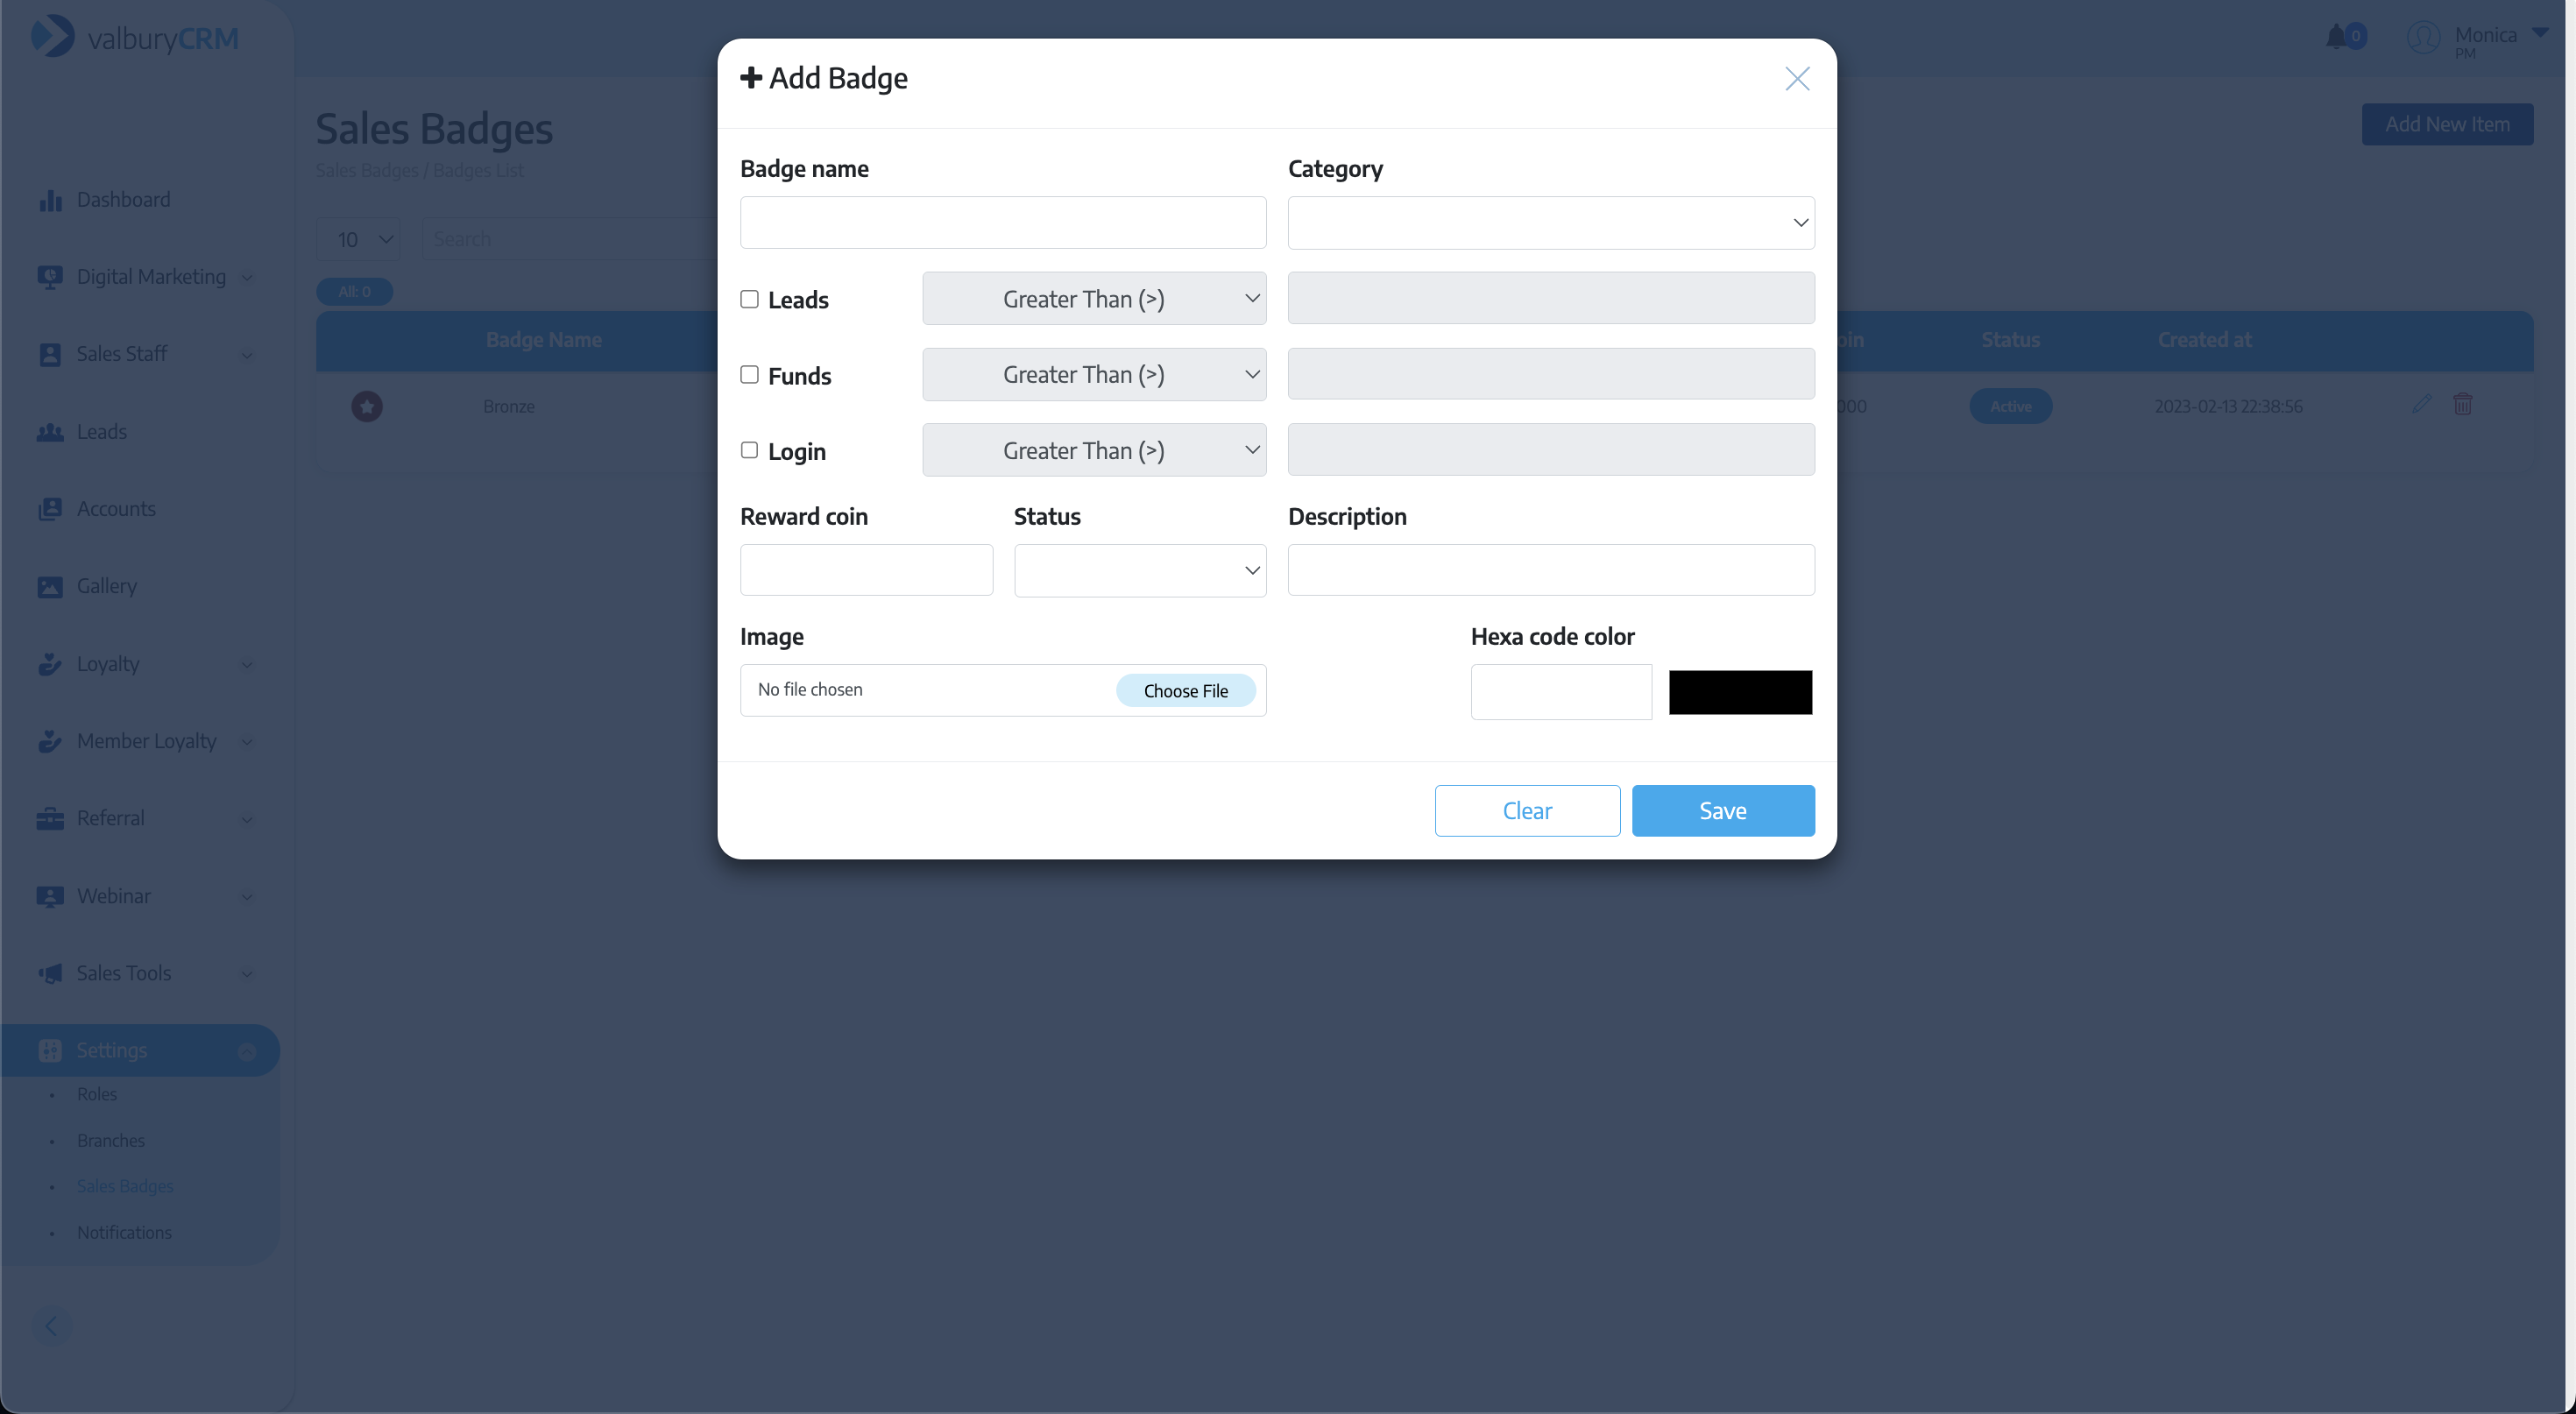 valburyCRM
0
Monica
PM
Add Badge
Sales Badges
Add New Item
Sales Badges / Badges List
Badge name
Category
Dashboard
10
Search
Digital Marketing
All: 0
Leads
Greater Than (>)
Badge Name
Status
Created at
Sales Staff
Funds
Greater Than (>)
Bronze
000
Active
2023-02-13 22:38:56
Leads
Login
Greater Than (>)
Accounts
Reward coin
Status
Description
Gallery
Image
Hexa code color
Loyalty
No file chosen
Choose File
Member Loyalty
Referral
Clear
Save
Webinar
Sales Tools
Settings
Roles
Branches
Sales Badges
Notifications